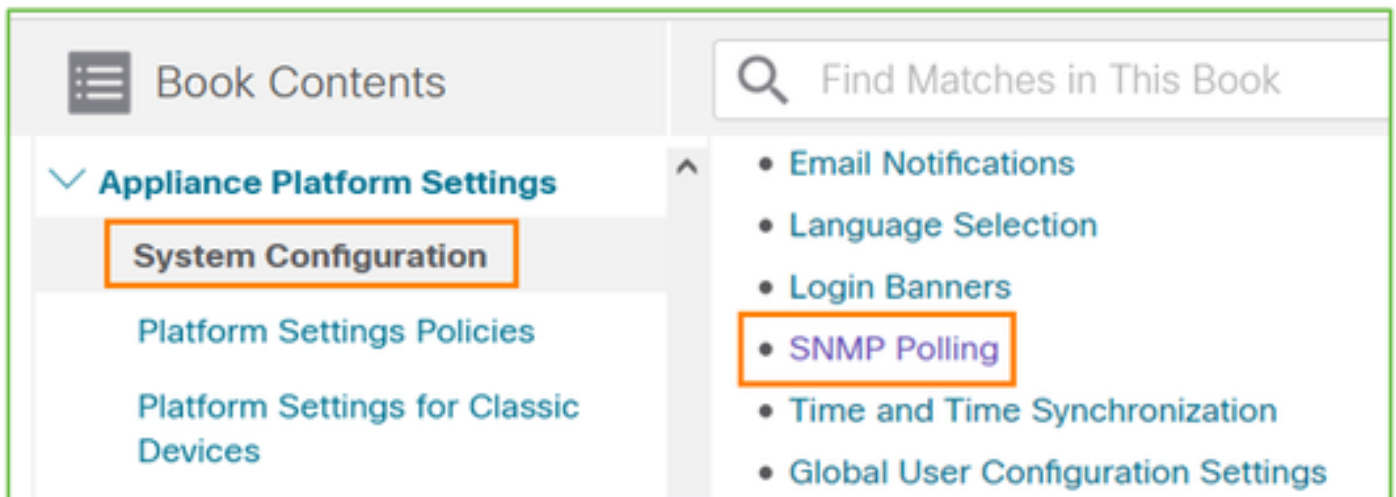 Book Contents
Find Matches in This Book
Appliance Platform Settings
System Configuration
Platform Settings Policies
Platform Settings for Classic
Devices
• Email Notifications
• Language Selection
• Login Banners
• SNMP Polling
• Time and Time Synchronization
• Global User Configuration Settings